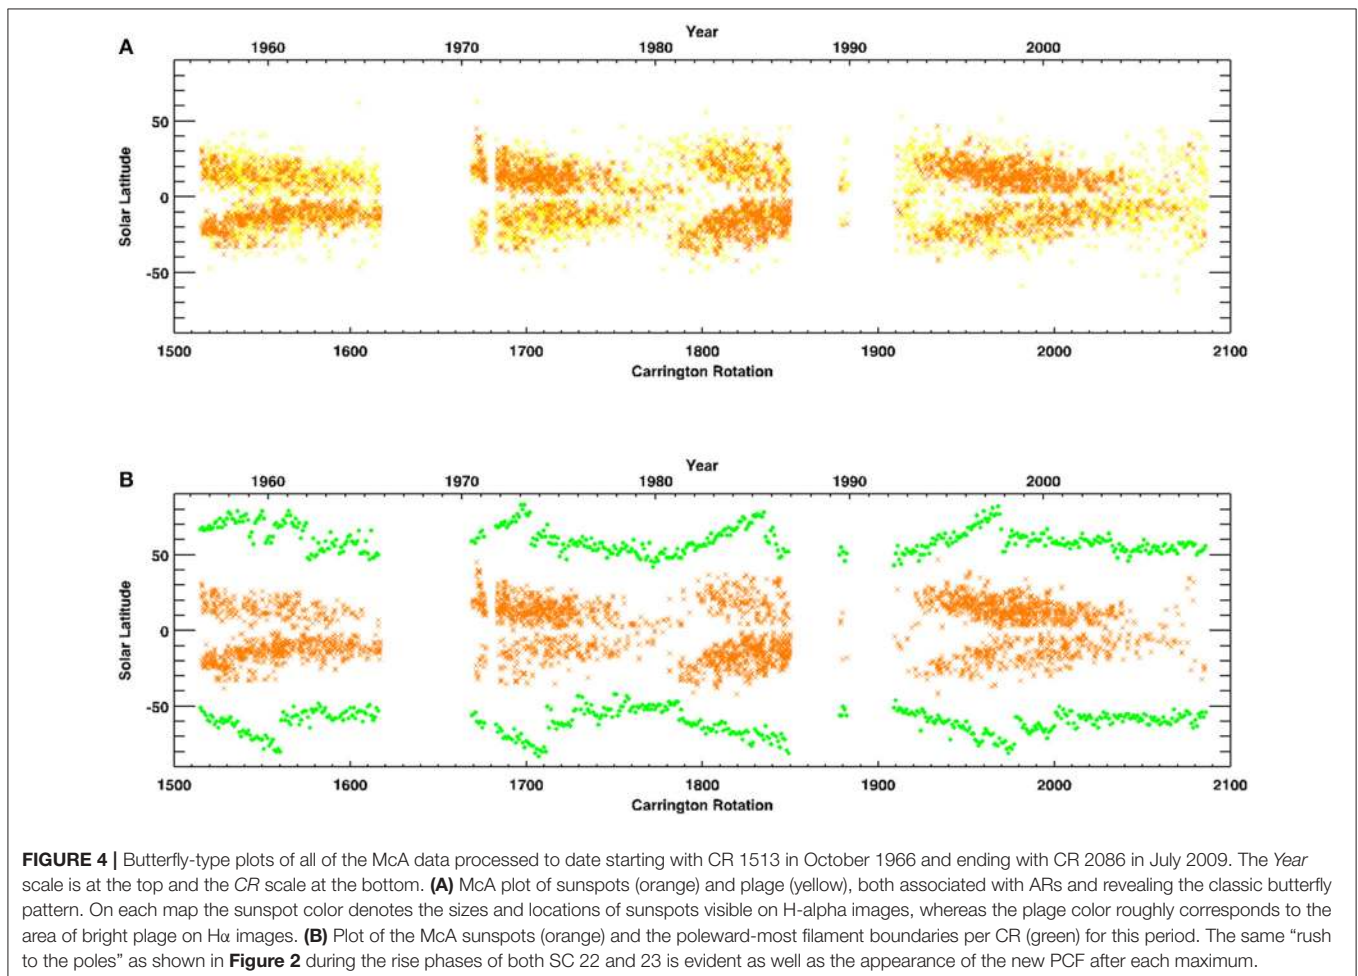 A
Year
1960 1970 1980 1990 2000
50
0
-50
Solar Latitude
1500 1600 1700 1800 1900 2000 2100
Carrington Rotation
B
Year
1960 1970 1980 1990 2000
50
0
-50
Solar Latitude
1500 1600 1700 1800 1900 2000 2100
Carrington Rotation
FIGURE 4 | Butterfly-type plots of all of the McA data processed to date starting with CR 1513 in October 1966 and ending with CR 2086 in July 2009. The Year
scale is at the top and the CR scale at the bottom. (A) McA plot of sunspots (orange) and plage (yellow), both associated with ARs and revealing the classic butterfly
pattern. On each map the sunspot color denotes the sizes and locations of sunspots visible on H-alpha images, whereas the plage color roughly corresponds to the
area of bright plage on Hα images. (B) Plot of the McA sunspots (orange) and the poleward-most filament boundaries per CR (green) for this period. The same “rush
to the poles” as shown in Figure 2 during the rise phases of both SC 22 and 23 is evident as well as the appearance of the new PCF after each maximum.